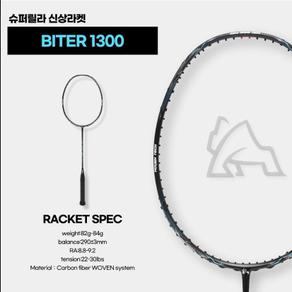 슈퍼릴라 신상라켓
BITER 1300
RACKET SPEC
weight:82g-84g
balance:290±3mm
RA:8.8-9.2
tension:22-30lbs
Material : Carbon fiber WOVEN system